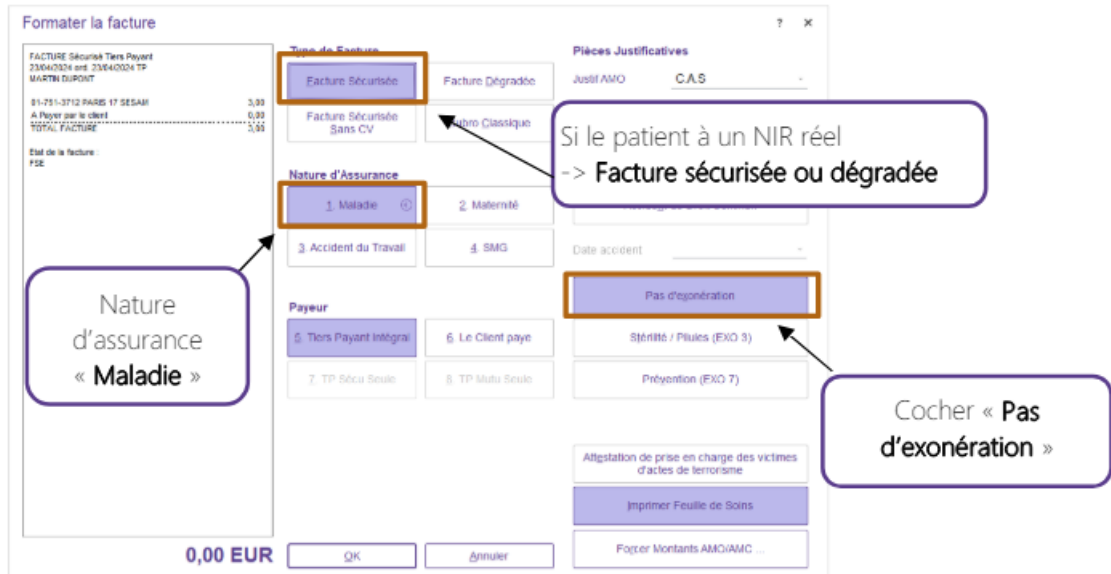 Formater la facture
? ×
FACTURE Sécurisé Tiers Payant
23/04/2024 ord. 23/04/2024 TP
MARTIN DUPONT
01-751-3712 PARIS 17 SESAM 3,00
A Payer par le client 0,00
TOTAL FACTURE 3,00
Etat de la facture :
FSE
Type de Facture
Facture Sécurisée
Facture Dégradée
Facture Sécurisée
Sans CV
Classique
Pièces Justificatives
Justif AMO C.A.S
Si le patient à un NIR réel
-> Facture sécurisée ou dégradée
Nature d'Assurance
1. Maladie
2. Maternité
3. Accident du Travail
4. SMG
Date accident
Nature
d'assurance
« Maladie »
Pas d'exonération
Payeur
5. Tiers Payant Intégral
6. Le Client paye
Stérilité / Pilules (EXO 3)
7. TP Sécu Seule
8. TP Mutu Seule
Prévention (EXO 7)
Cocher « Pas
d'exonération »
Attestation de prise en charge des victimes
d'actes de terrorisme
Imprimer Feuille de Soins
0,00 EUR
OK
Annuler
Forcer Montants AMO/AMC ...